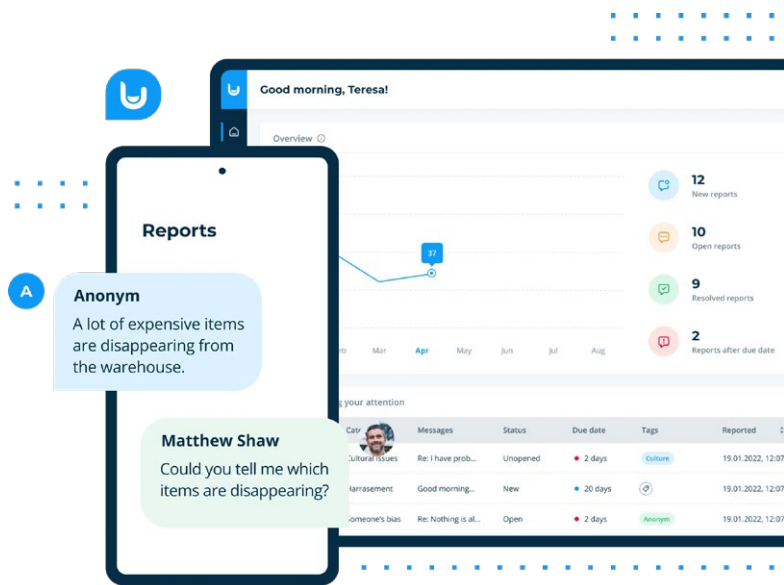 Good morning, Teresa!
Overview
12
New reports
10
Open reports
9
Resolved reports
2
Reports after due date
37
Mar Apr May Jun Jul Aug
Reports
A
Anonym
A lot of expensive items
are disappearing from
the warehouse.
Matthew Shaw
Could you tell me which
items are disappearing?
your attention
Messages Status Due date Tags Reported
Cultural issues Re: I have prob... Unopened 2 days Culture 19.01.2022, 12:07
Harrasement Good morning... New 20 days 19.01.2022, 12:07
Someone's bias Re: Nothing is al... Open 2 days Anonym 19.01.2022, 12:07